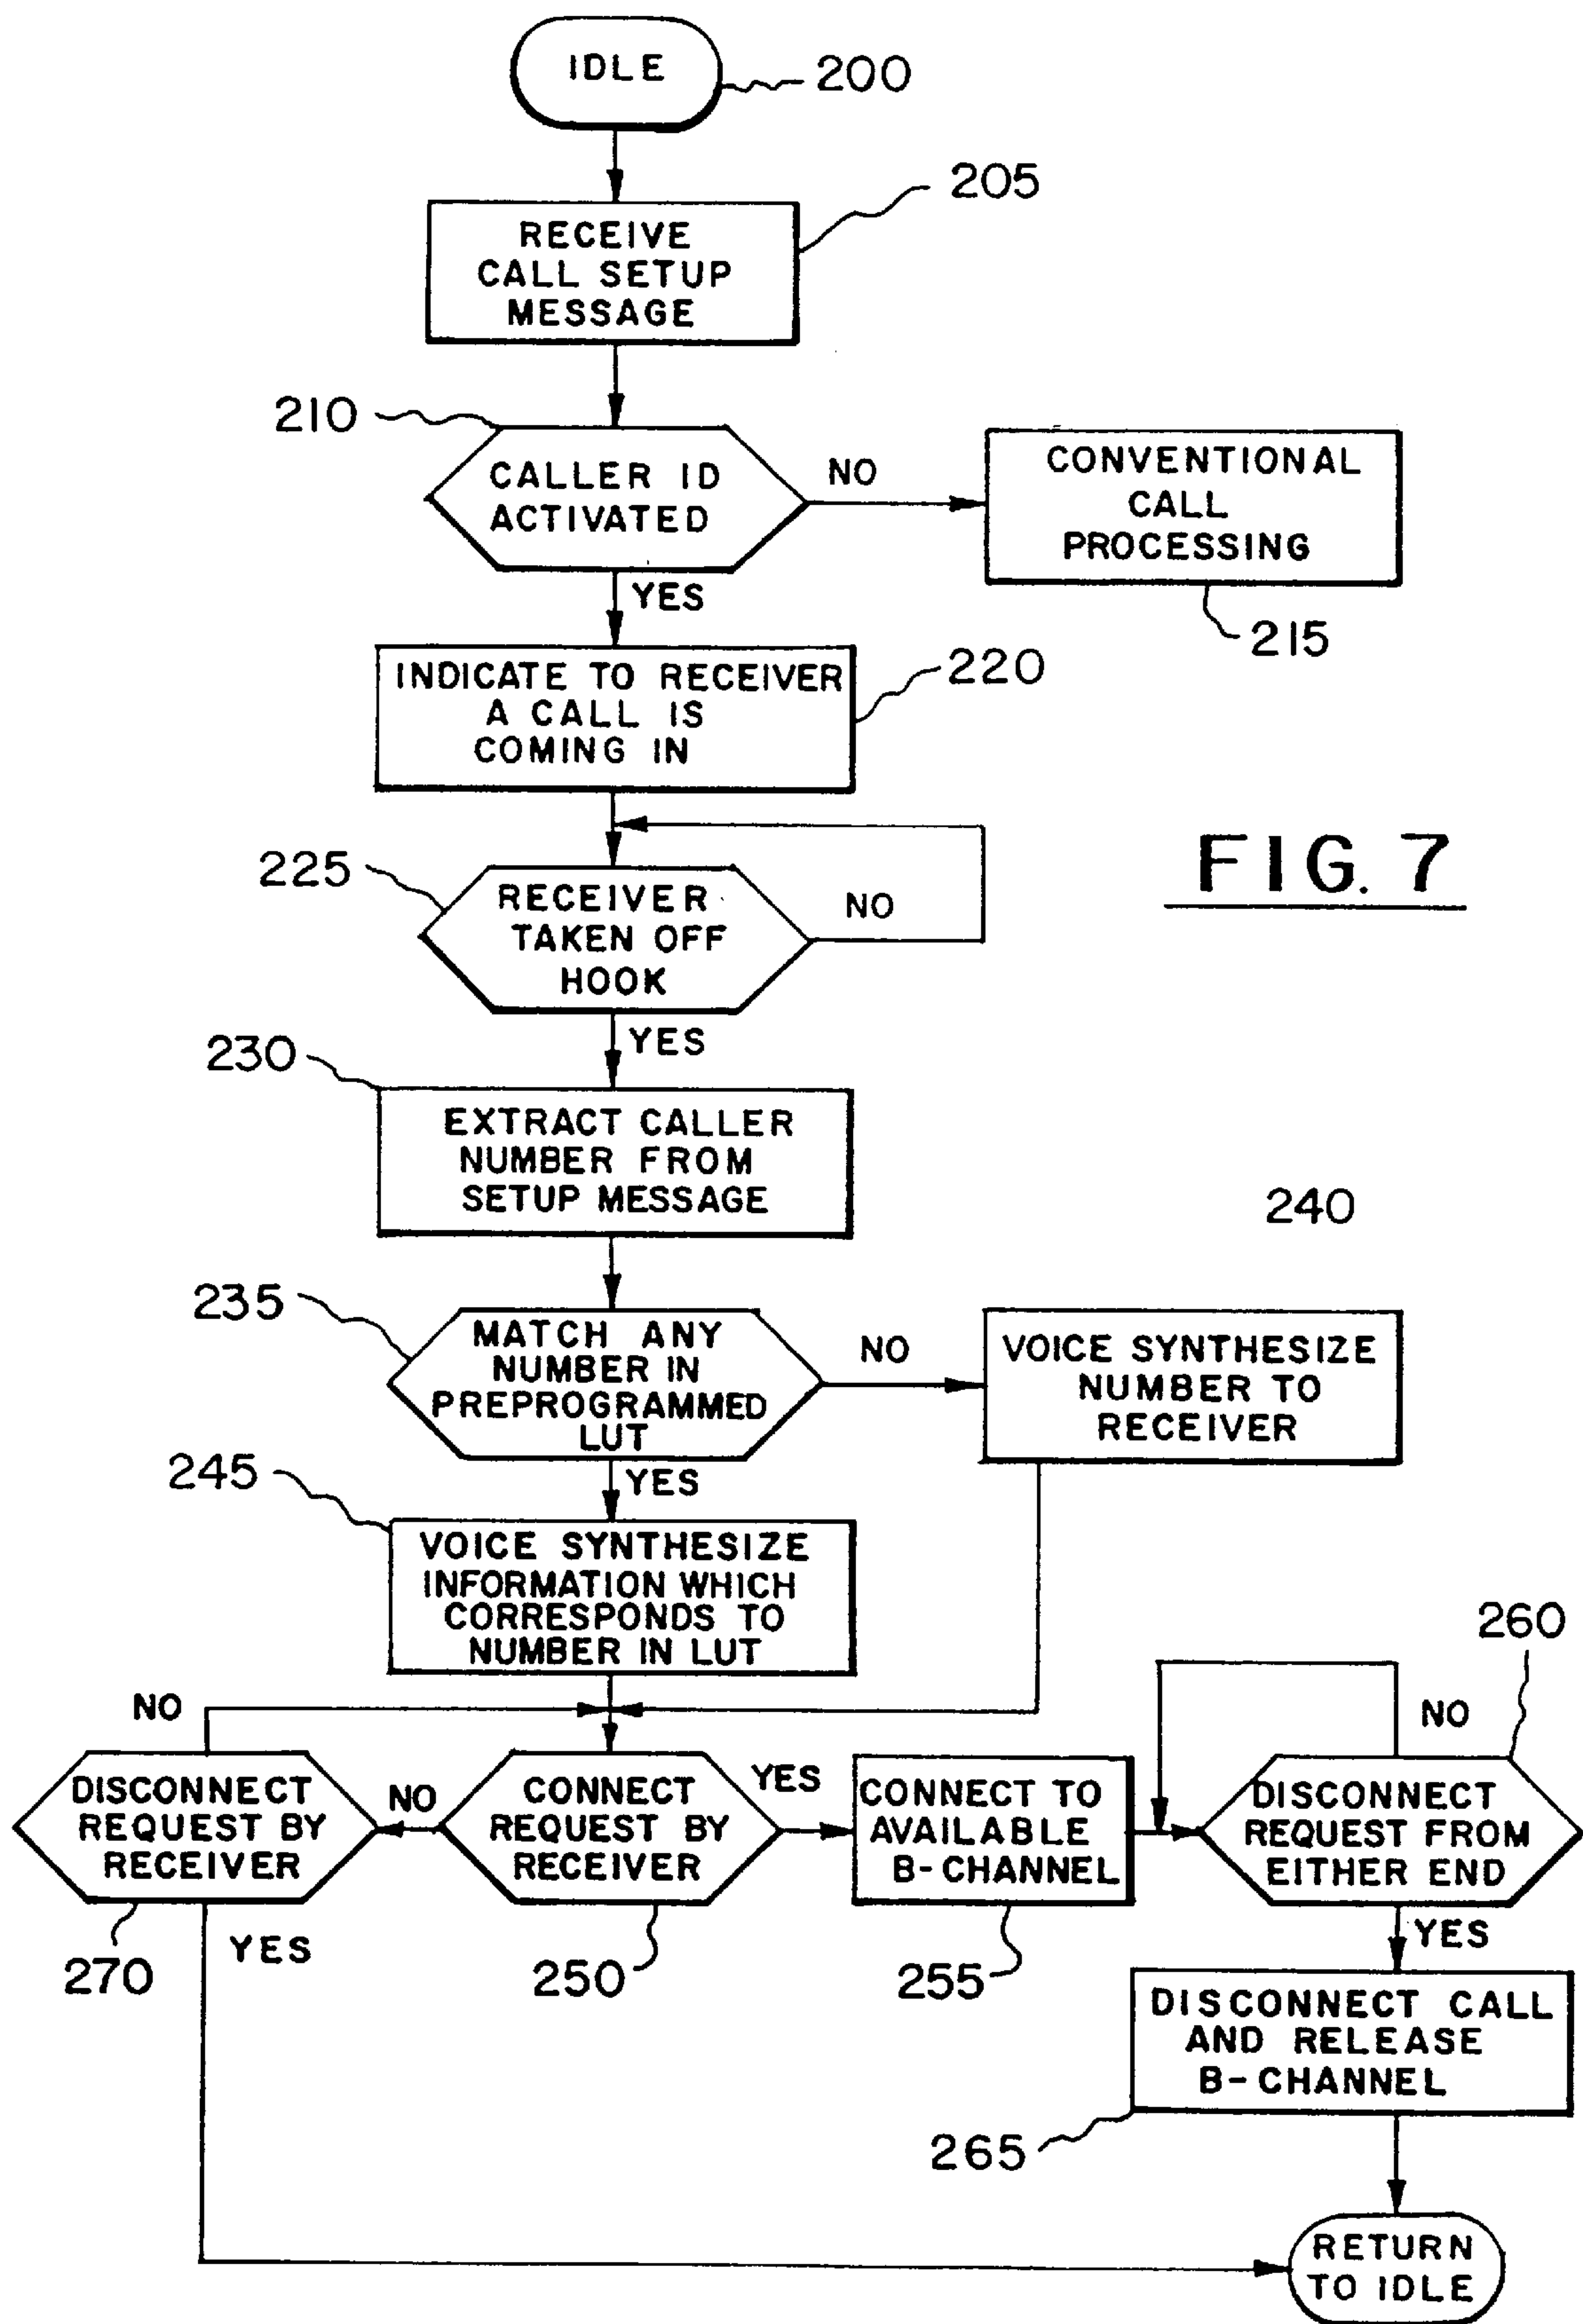 IDLE
200
205
RECEIVE
CALL SETUP
MESSAGE
210
CALLER ID
ACTIVATED
NO
CONVENTIONAL
CALL
PROCESSING
215
YES
INDICATE TO RECEIVER
A CALL IS
COMING IN
220
FIG. 7
225
RECEIVER
TAKEN OFF
HOOK
NO
YES
230
EXTRACT CALLER
NUMBER FROM
SETUP MESSAGE
240
235
MATCH ANY
NUMBER IN
PREPROGRAMMED
LUT
NO
VOICE SYNTHESIZE
NUMBER TO
RECEIVER
YES
245
VOICE SYNTHESIZE
INFORMATION WHICH
CORRESPONDS TO
NUMBER IN LUT
260
NO
NO
DISCONNECT
REQUEST BY
RECEIVER
NO
CONNECT
REQUEST BY
RECEIVER
YES
CONNECT TO
AVAILABLE
B-CHANNEL
DISCONNECT
REQUEST FROM
EITHER END
270
YES
250
255
YES
DISCONNECT CALL
AND RELEASE
B-CHANNEL
265
RETURN
TO IDLE